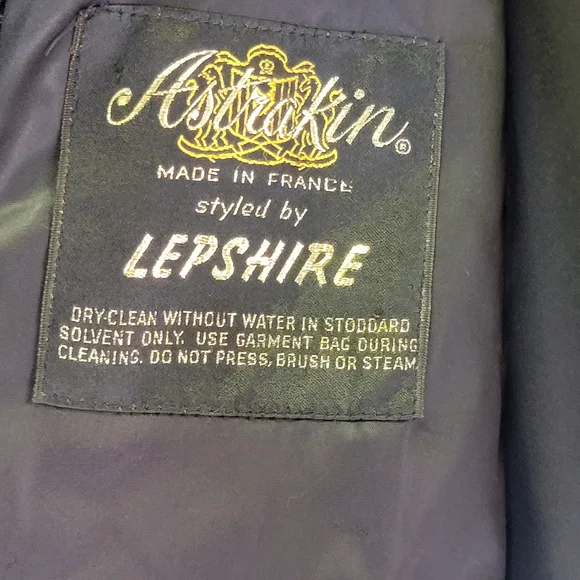 Astrakin®
MADE IN FRANCE
styled by
LEPSHIRE
DRY-CLEAN WITHOUT WATER IN STODDARD
SOLVENT ONLY. USE GARMENT BAG DURING
CLEANING. DO NOT PRESS, BRUSH OR STEAM